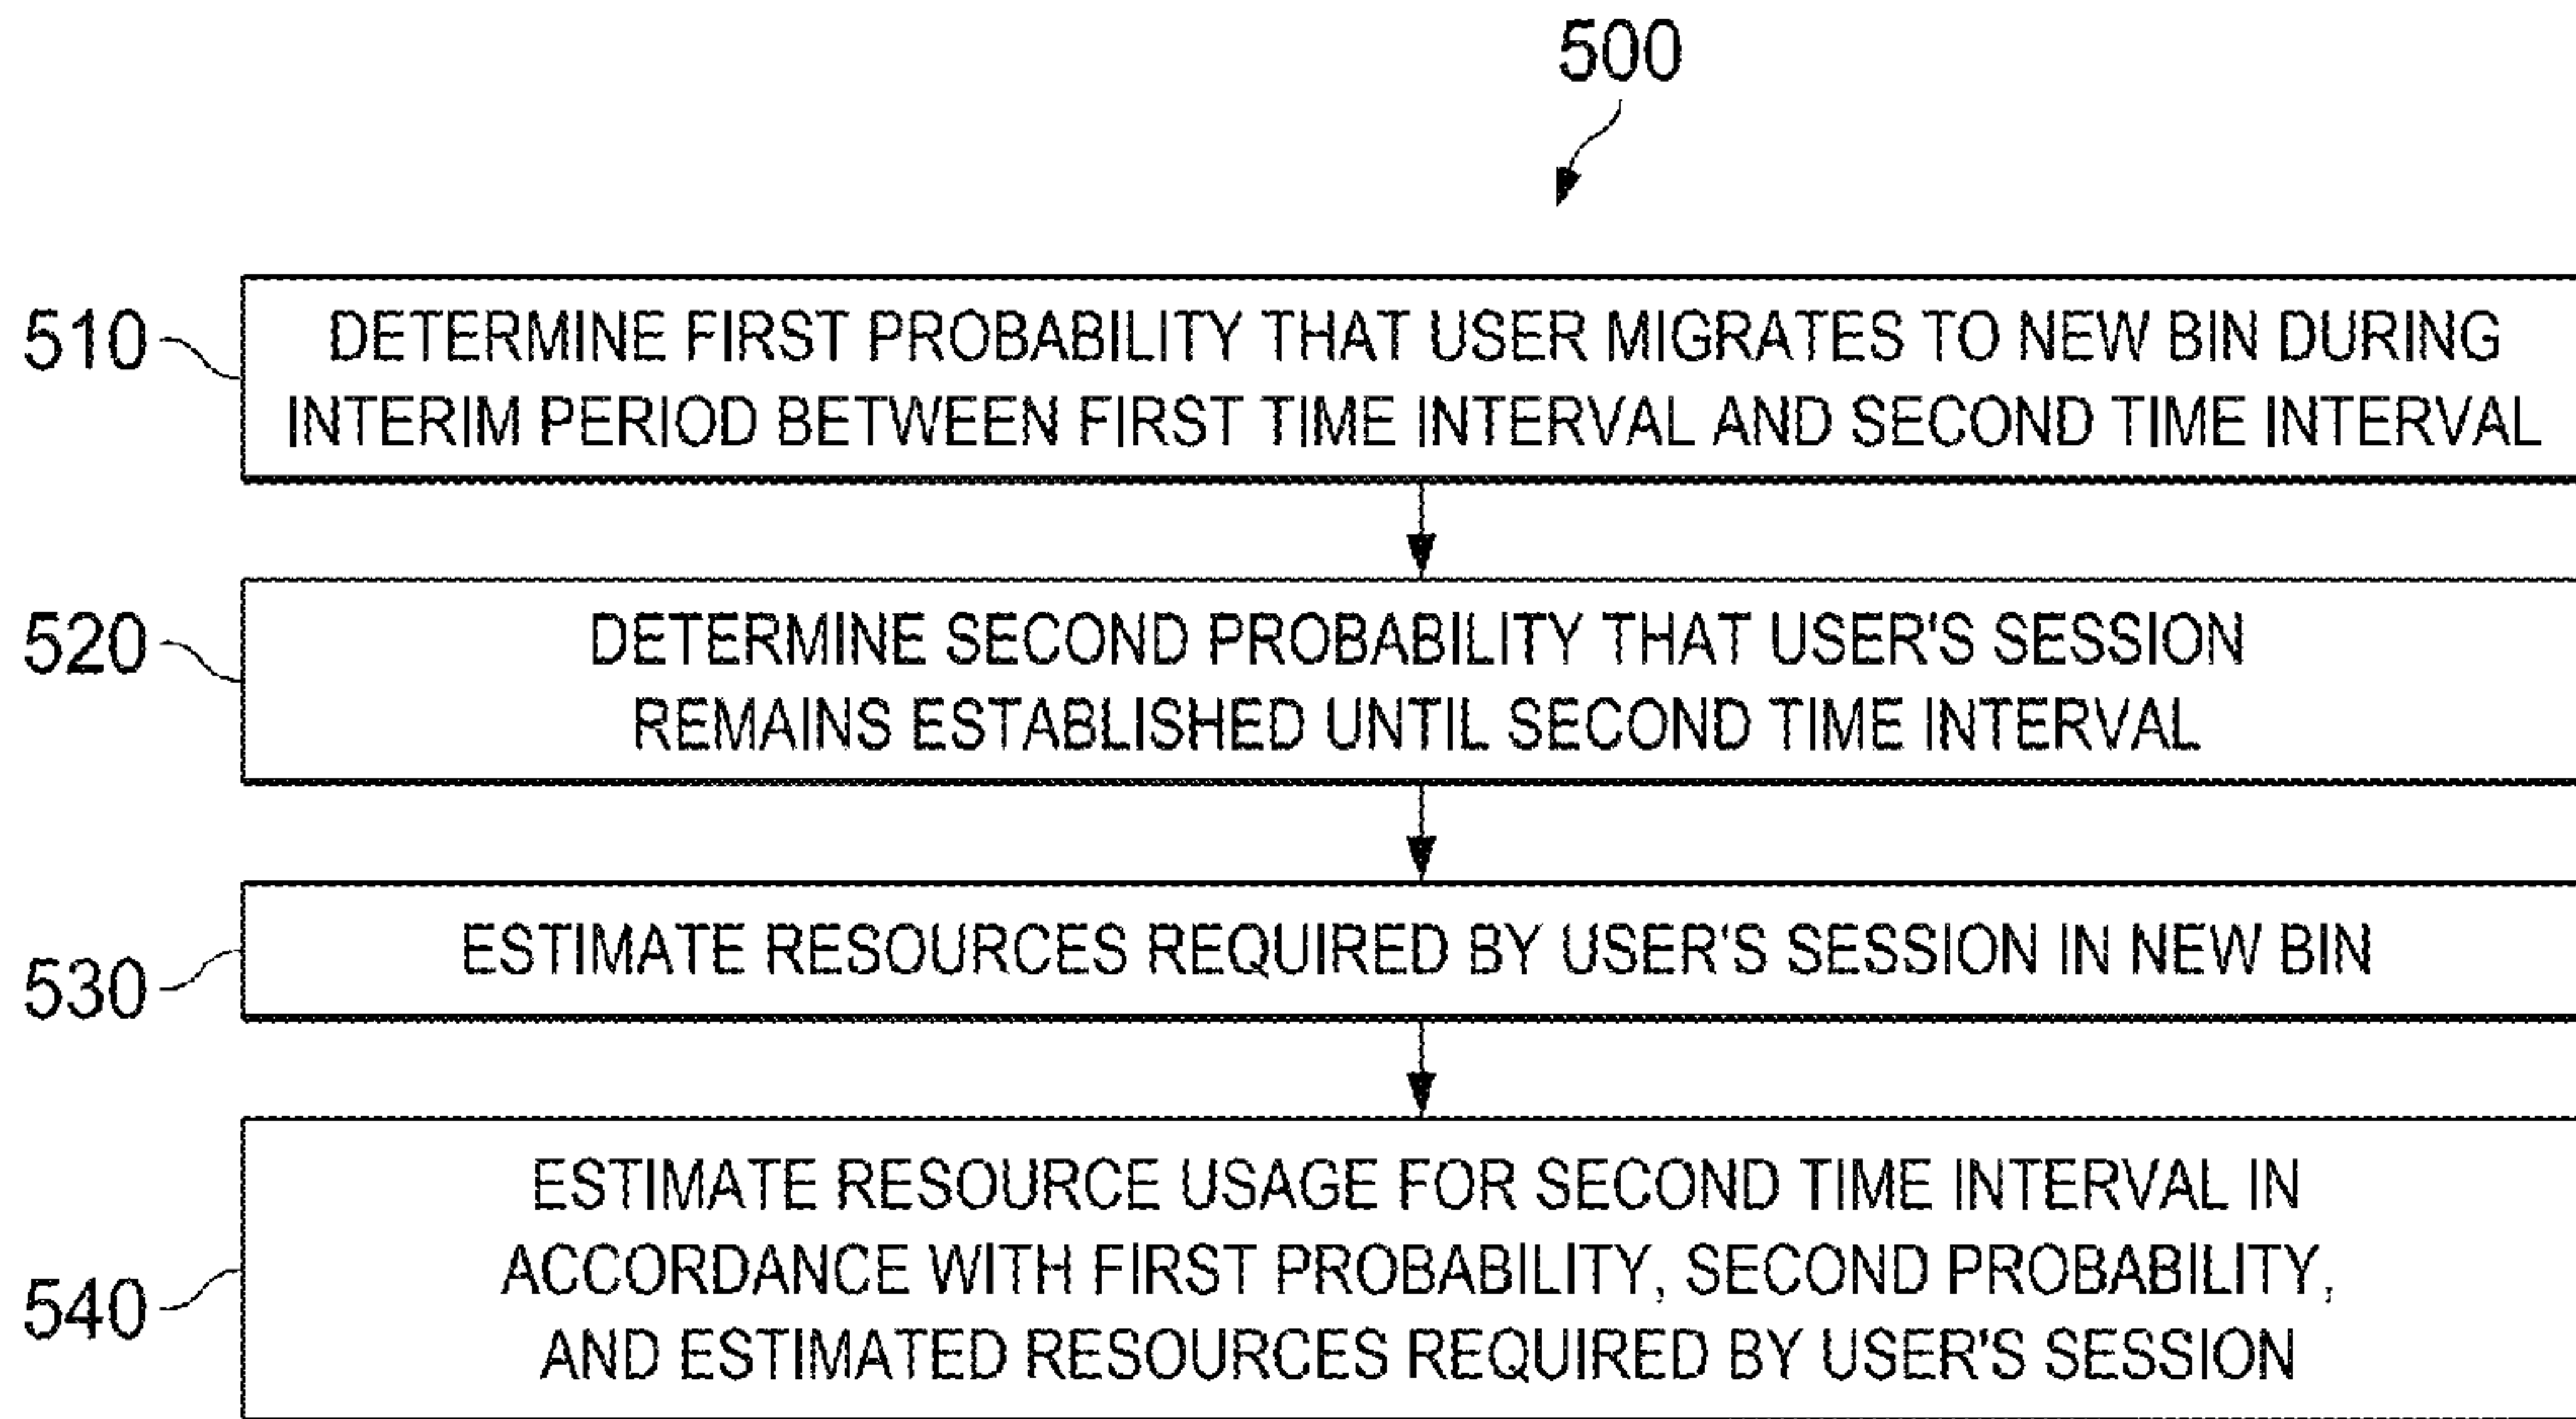 500
510
DETERMINE FIRST PROBABILITY THAT USER MIGRATES TO NEW BIN DURING
INTERIM PERIOD BETWEEN FIRST TIME INTERVAL AND SECOND TIME INTERVAL
520
DETERMINE SECOND PROBABILITY THAT USER'S SESSION
REMAINS ESTABLISHED UNTIL SECOND TIME INTERVAL
530
ESTIMATE RESOURCES REQUIRED BY USER'S SESSION IN NEW BIN
540
ESTIMATE RESOURCE USAGE FOR SECOND TIME INTERVAL IN
ACCORDANCE WITH FIRST PROBABILITY, SECOND PROBABILITY,
AND ESTIMATED RESOURCES REQUIRED BY USER'S SESSION